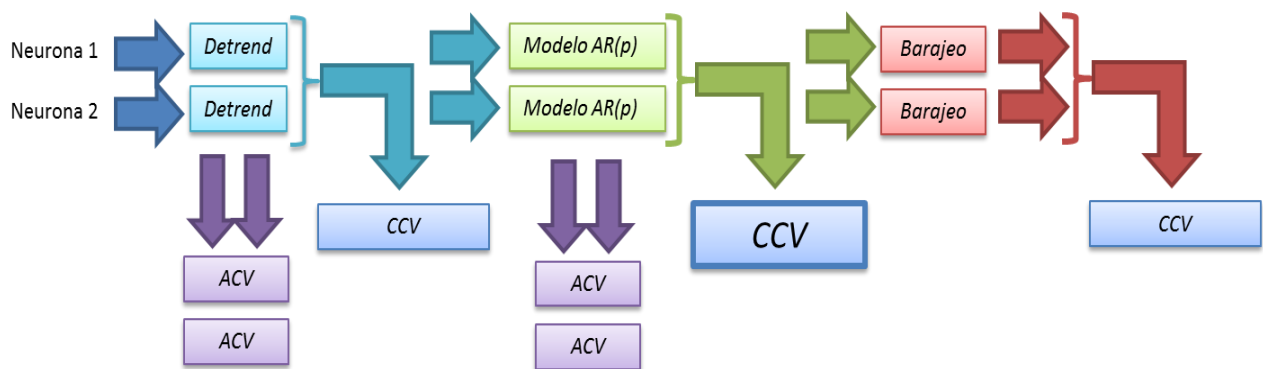 Neurona 1
Detrend
Modelo AR(p)
Barajeo
Neurona 2
Detrend
Modelo AR(p)
Barajeo
CCV
CCV
CCV
ACV
ACV
ACV
ACV